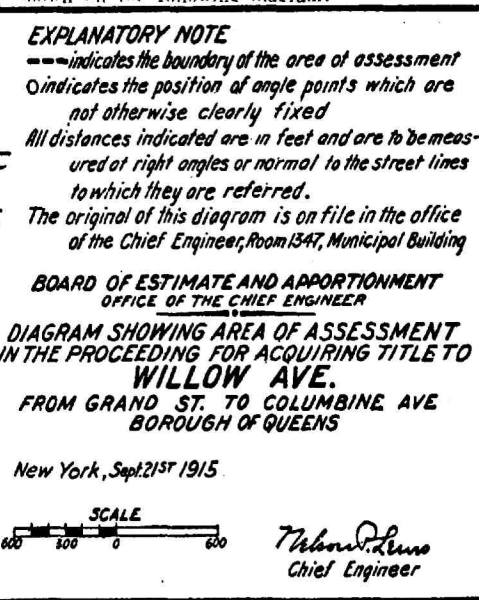 EXPLANATORY NOTE
---indicates the boundary of the area of assessment
O indicates the position of angle points which are
not otherwise clearly fixed
All distances indicated are in feet and are to be meas-
ured at right angles or normal to the street lines
to which they are referred.
The original of this diagram is on file in the office
of the Chief Engineer, Room 1347, Municipal Building
BOARD OF ESTIMATE AND APPORTIONMENT
OFFICE OF THE CHIEF ENGINEER
DIAGRAM SHOWING AREA OF ASSESSMENT
IN THE PROCEEDING FOR ACQUIRING TITLE TO
WILLOW AVE.
FROM GRAND ST. TO COLUMBINE AVE
BOROUGH OF QUEENS
New York, Sept. 21ST 1915
SCALE
600 300 0 600
Nelson P. Lewis
Chief Engineer